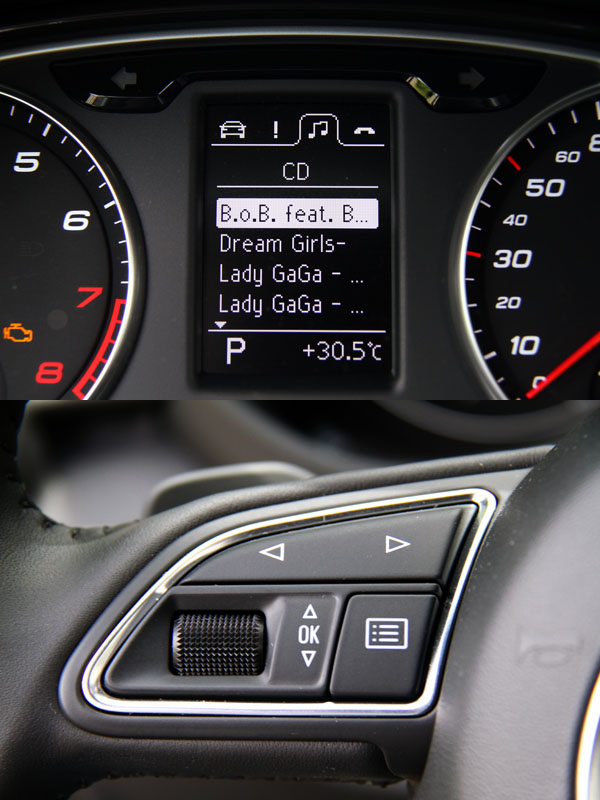 CD
B.o.B. feat. B...
Dream Girls-
Lady GaGa - ...
Lady GaGa - ...
P +30.5°c
5
6
7
8
60
50
40
30
20
10
0
OK